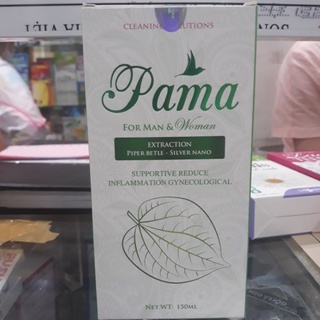 CLEANING SOLUTIONS
Pama
FOR MAN & Woman
EXTRACTION
PIPER BETLE - SILVER NANO
SUPPORTIVE REDUCE
INFLAMMATION GYNECOLOGICAL
NET WT: 150ML